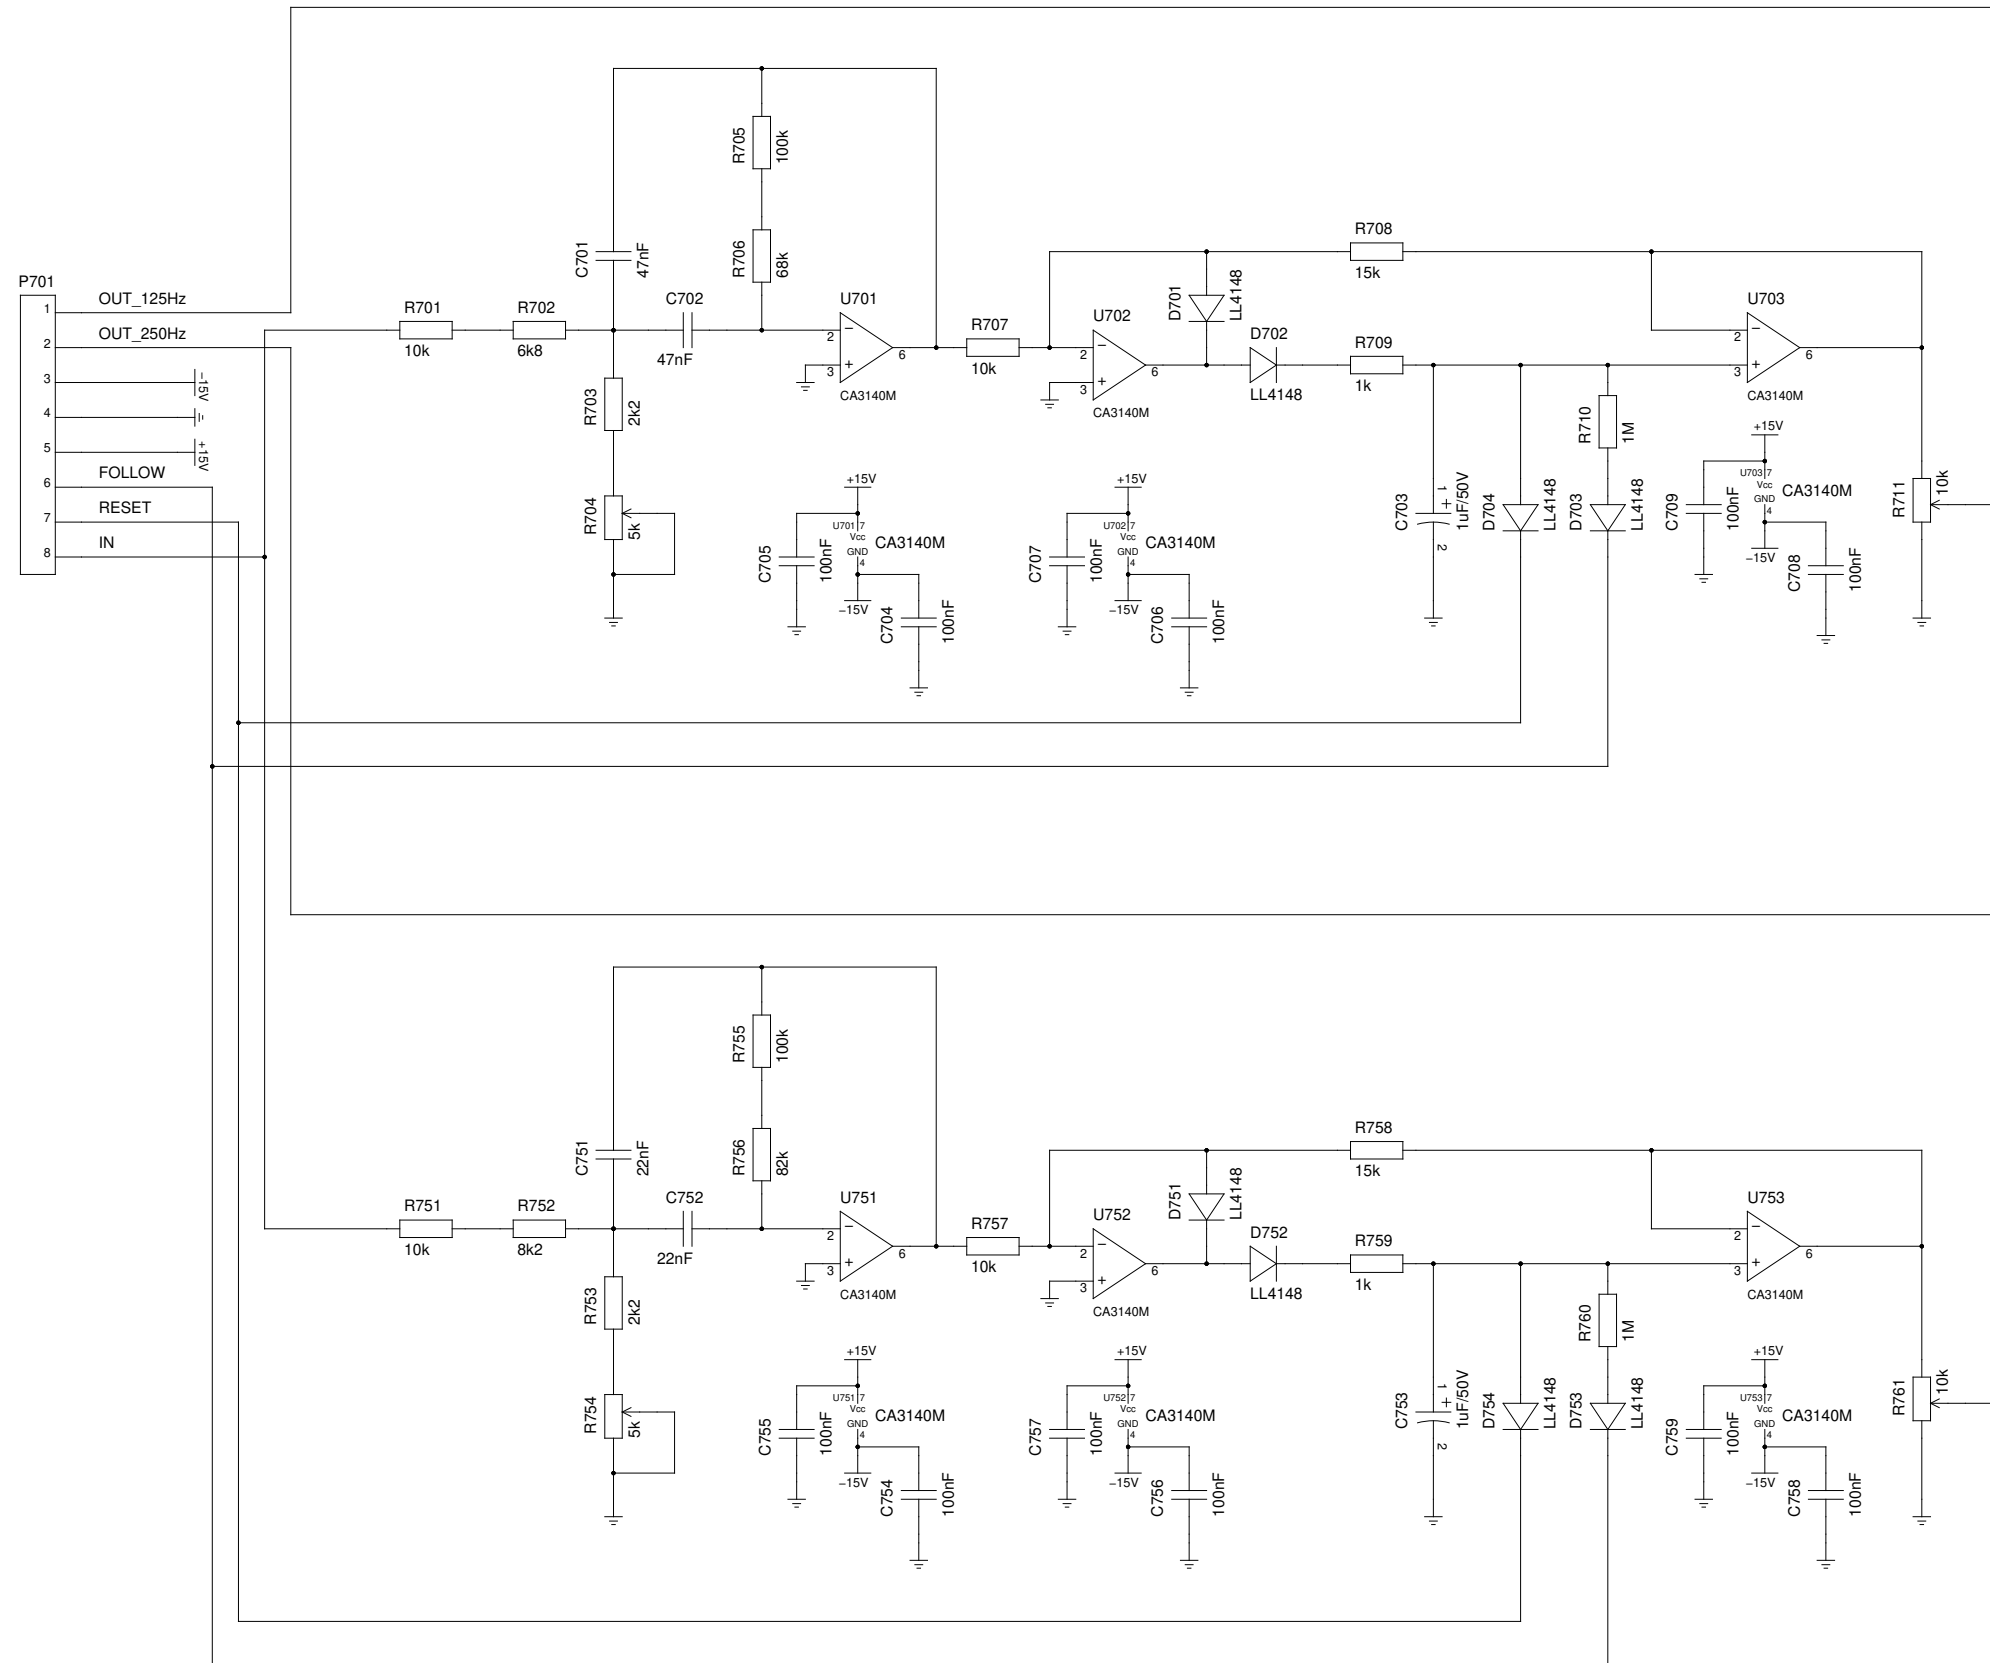 P701
1
OUT_125Hz
2
OUT_250Hz
3
-15V
4
5
+15V
6
FOLLOW
7
RESET
8
IN
R701
10k
R702
6k8
C701
47nF
R703
2k2
R704
5k
C702
47nF
R705
100k
R706
68k
U701
2
−
3
+
6
CA3140M
R707
10k
U702
2
−
3
+
6
CA3140M
D701
LL4148
D702
LL4148
R708
15k
R709
1k
C703
1
+
1uF/50V
2
D704
LL4148
R710
1M
D703
LL4148
U703
2
−
3
+
6
CA3140M
R711
10k
+15V
U701 7
Vcc
GND
4
CA3140M
−15V
C705
100nF
C704
100nF
+15V
U702 7
Vcc
GND
4
CA3140M
−15V
C707
100nF
C706
100nF
+15V
U703 7
Vcc
GND
4
CA3140M
−15V
C709
100nF
C708
100nF
R751
10k
R752
8k2
C751
22nF
R753
2k2
R754
5k
C752
22nF
R755
100k
R756
82k
U751
2
−
3
+
6
CA3140M
R757
10k
U752
2
−
3
+
6
CA3140M
D751
LL4148
D752
LL4148
R758
15k
R759
1k
C753
1
+
1uF/50V
2
D754
LL4148
R760
1M
D753
LL4148
U753
2
−
3
+
6
CA3140M
R761
10k
+15V
U751 7
Vcc
GND
4
CA3140M
−15V
C755
100nF
C754
100nF
+15V
U752 7
Vcc
GND
4
CA3140M
−15V
C757
100nF
C756
100nF
+15V
U753 7
Vcc
GND
4
CA3140M
−15V
C759
100nF
C758
100nF